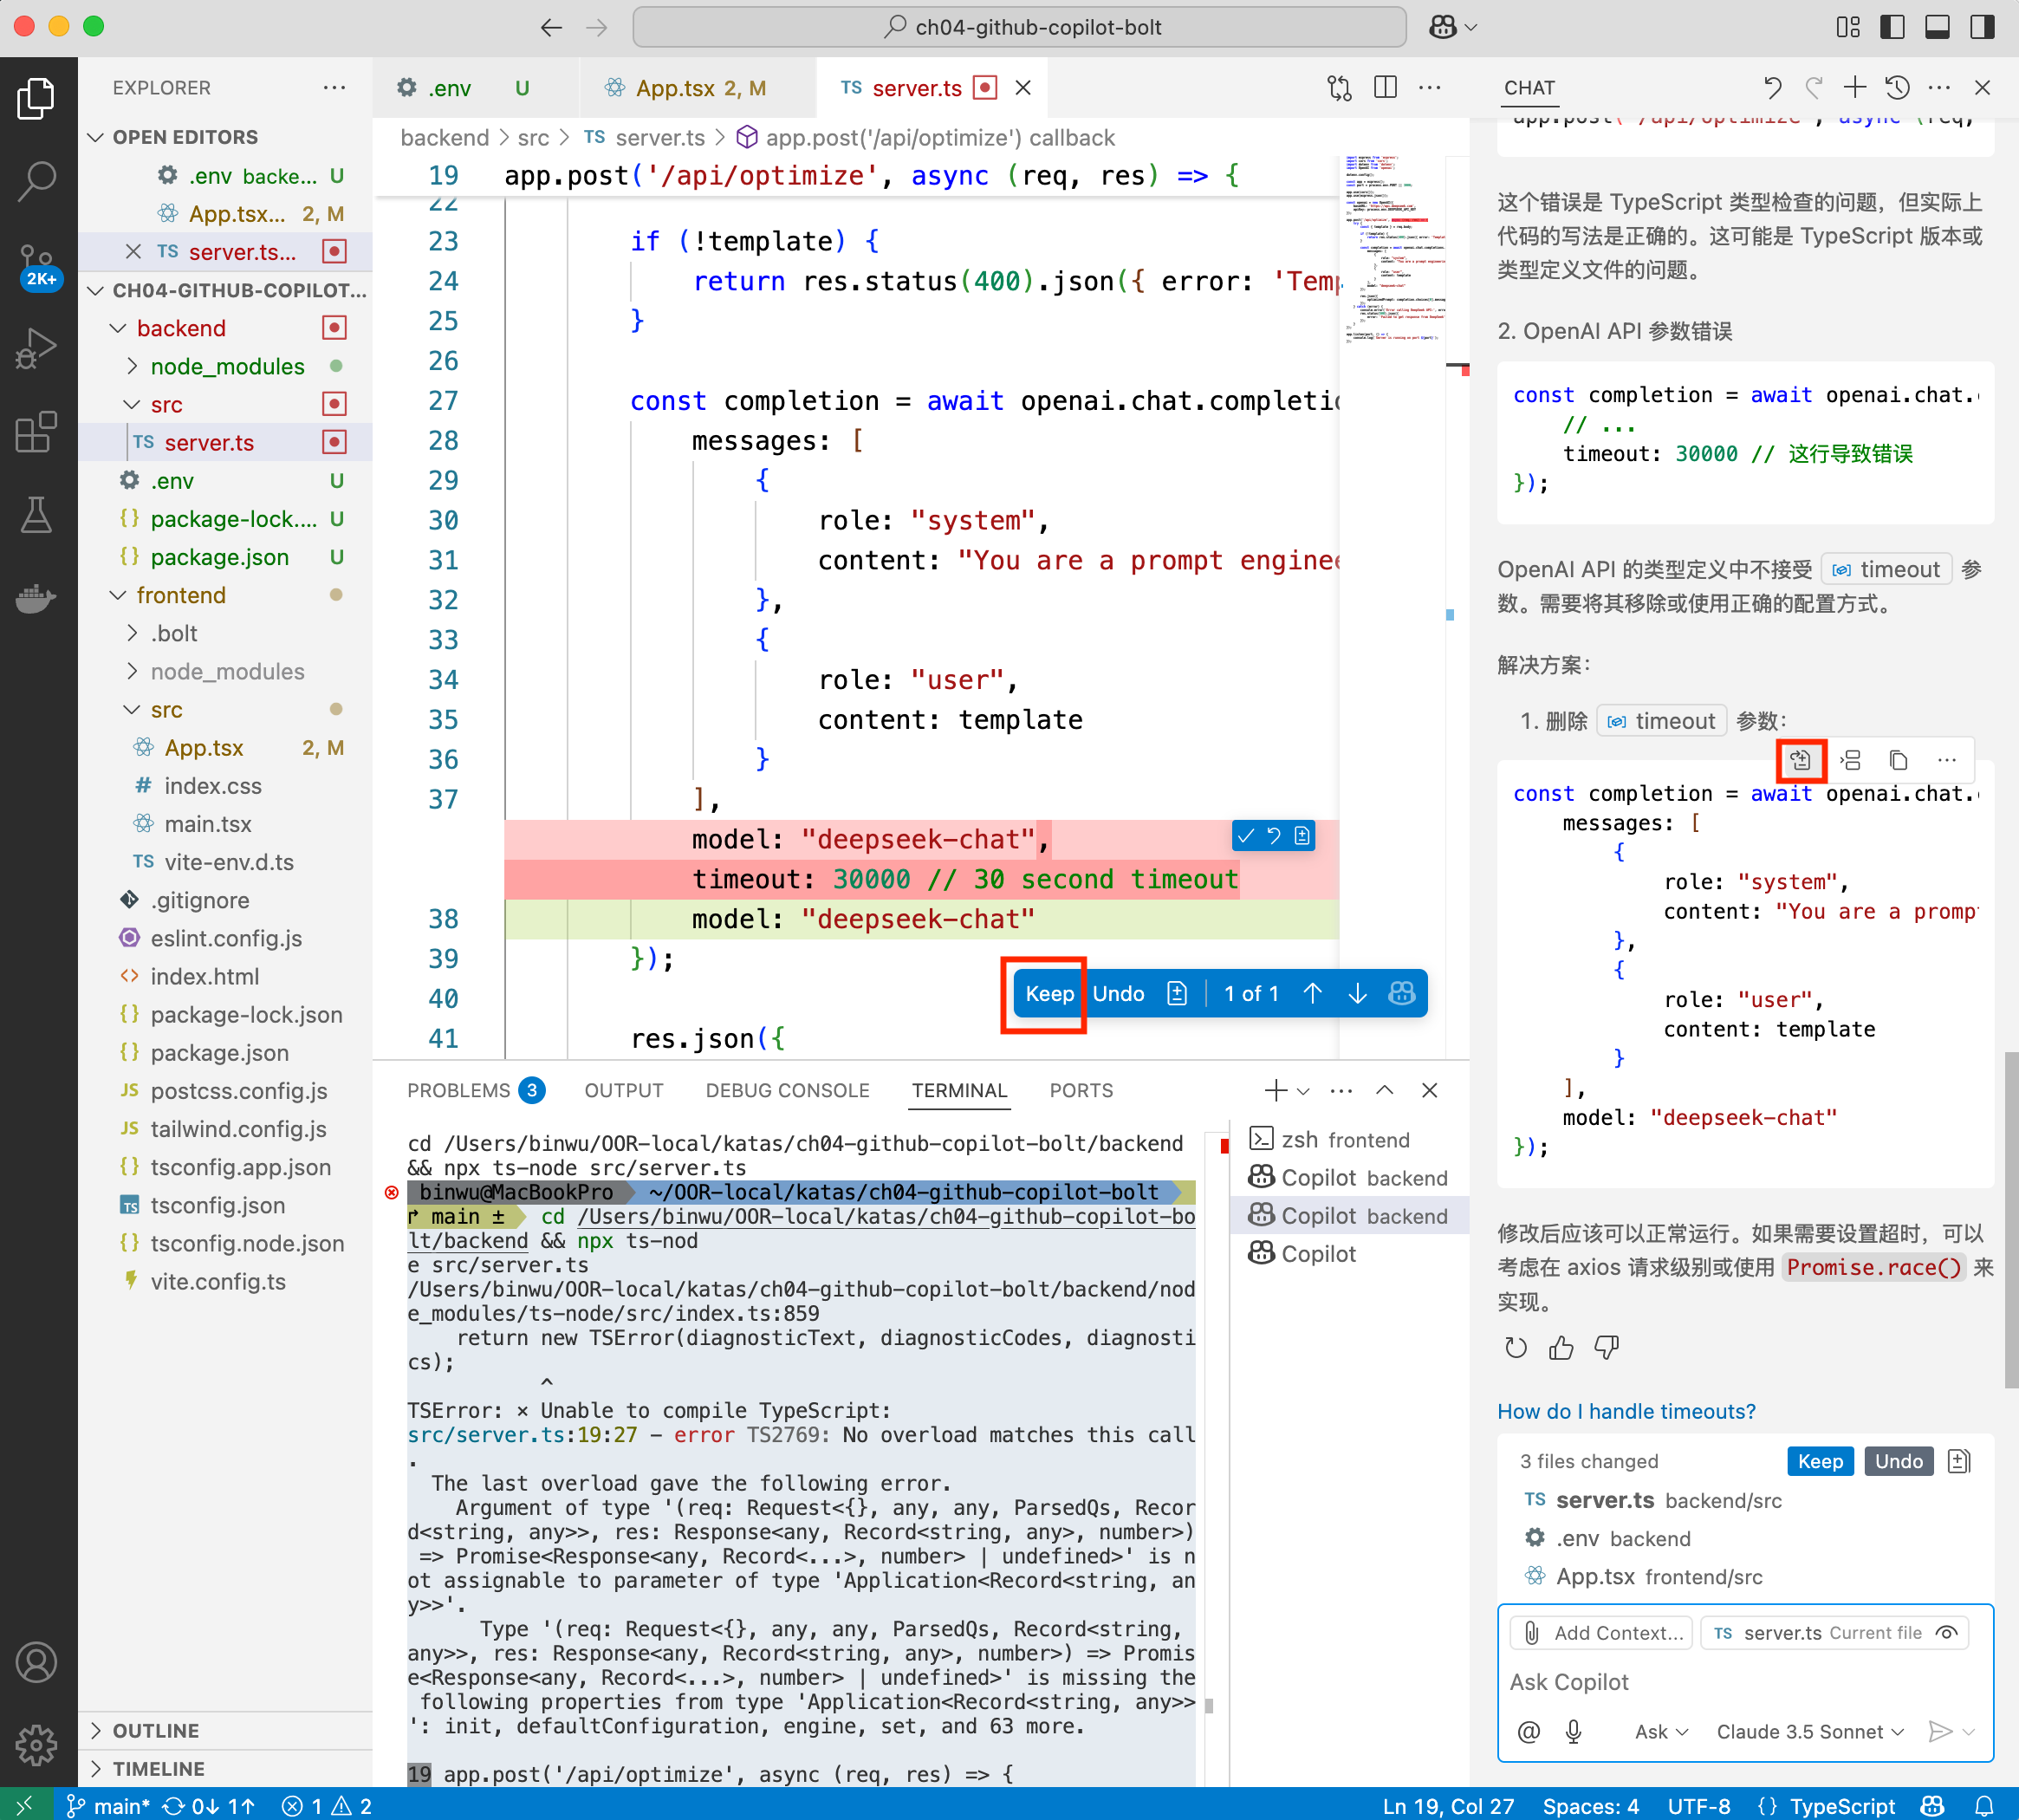 ch04-github-copilot-bolt
EXPLORER
OPEN EDITORS
.env backe... U
App.tsx... 2, M
TS server.ts...
CH04-GITHUB-COPILOT...
backend
node_modules
src
TS server.ts
.env U
{} package-lock.... U
{} package.json U
frontend
.bolt
node_modules
src
App.tsx 2, M
# index.css
main.tsx
TS vite-env.d.ts
.gitignore
eslint.config.js
<> index.html
{} package-lock.json
{} package.json
JS postcss.config.js
JS tailwind.config.js
{} tsconfig.app.json
TS tsconfig.json
{} tsconfig.node.json
vite.config.ts
OUTLINE
TIMELINE
2K+
.env U
App.tsx 2, M
TS server.ts
backend > src > TS server.ts > app.post('/api/optimize') callback
19 app.post('/api/optimize', async (req, res) => {
22
23 if (!template) {
24 return res.status(400).json({ error: 'Temp
25 }
26
27 const completion = await openai.chat.completio
28 messages: [
29 {
30 role: "system",
31 content: "You are a prompt enginee
32 },
33 {
34 role: "user",
35 content: template
36 }
37 ],
model: "deepseek-chat",
timeout: 30000 // 30 second timeout
38 model: "deepseek-chat"
39 });
40
41 res.json({
Keep Undo 1 of 1
PROBLEMS 3 OUTPUT DEBUG CONSOLE TERMINAL PORTS
cd /Users/binwu/OOR-local/katas/ch04-github-copilot-bolt/backend
&& npx ts-node src/server.ts
binwu@MacBookPro ~/OOR-local/katas/ch04-github-copilot-bolt
main ± cd /Users/binwu/OOR-local/katas/ch04-github-copilot-bo
lt/backend && npx ts-nod
e src/server.ts
/Users/binwu/OOR-local/katas/ch04-github-copilot-bolt/backend/nod
e_modules/ts-node/src/index.ts:859
return new TSError(diagnosticText, diagnosticCodes, diagnosti
cs);
^
TSError: ⨯ Unable to compile TypeScript:
src/server.ts:19:27 - error TS2769: No overload matches this call
.
The last overload gave the following error.
Argument of type '(req: Request<{}, any, any, ParsedQs, Recor
d<string, any>>, res: Response<any, Record<string, any>, number>)
=> Promise<Response<any, Record<...>, number> | undefined>' is n
ot assignable to parameter of type 'Application<Record<string, an
y>>'.
Type '(req: Request<{}, any, any, ParsedQs, Record<string,
any>>, res: Response<any, Record<string, any>, number>) => Promis
e<Response<any, Record<...>, number> | undefined>' is missing the
following properties from type 'Application<Record<string, any>>
': init, defaultConfiguration, engine, set, and 63 more.
19 app.post('/api/optimize', async (req, res) => {
zsh frontend
Copilot backend
Copilot backend
Copilot
CHAT
app.post('/api/optimize', async (req,
这个错误是 TypeScript 类型检查的问题，但实际上
代码的写法是正确的。这可能是 TypeScript 版本或
类型定义文件的问题。
2. OpenAI API 参数错误
const completion = await openai.chat.
// ...
timeout: 30000 // 这行导致错误
});
OpenAI API 的类型定义中不接受 timeout 参
数。需要将其移除或使用正确的配置方式。
解决方案：
1. 删除 timeout 参数：
const completion = await openai.chat.
messages: [
{
role: "system",
content: "You are a promp
},
{
role: "user",
content: template
}
],
model: "deepseek-chat"
});
修改后应该可以正常运行。如果需要设置超时，可以
考虑在 axios 请求级别或使用 Promise.race() 来
实现。
How do I handle timeouts?
3 files changed Keep Undo
TS server.ts backend/src
.env backend
App.tsx frontend/src
Add Context... TS server.ts Current file
Ask Copilot
@ Ask Claude 3.5 Sonnet
main* 0↓ 1↑ 1 2
Ln 19, Col 27 Spaces: 4 UTF-8 {} TypeScript